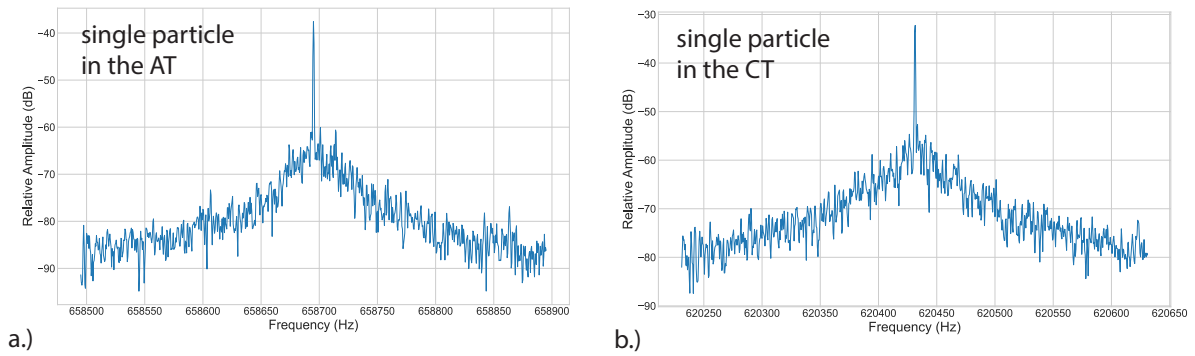 single particle
in the AT
Relative Amplitude (dB)
−40
−50
−60
−70
−80
−90
658500 658550 658600 658650 658700 658750 658800 658850 658900
Frequency (Hz)
a.)
single particle
in the CT
Relative Amplitude (dB)
−30
−40
−50
−60
−70
−80
−90
620250 620300 620350 620400 620450 620500 620550 620600 620650
Frequency (Hz)
b.)